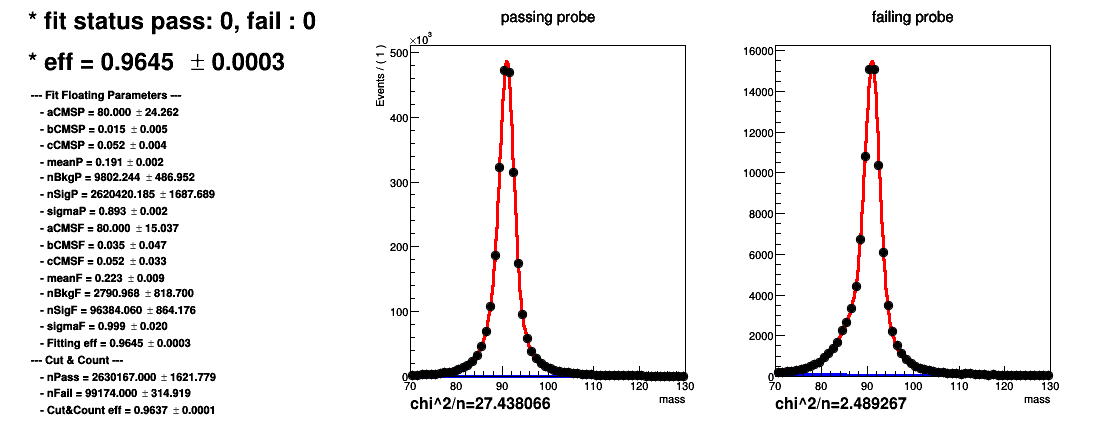 * fit status pass: 0, fail : 0
* eff = 0.9645 ± 0.0003
--- Fit Floating Parameters ---
- aCMSP = 80.000 ± 24.262
- bCMSP = 0.015 ± 0.005
- cCMSP = 0.052 ± 0.004
- meanP = 0.191 ± 0.002
- nBkgP = 9802.244 ± 486.952
- nSigP = 2620420.185 ± 1687.689
- sigmaP = 0.893 ± 0.002
- aCMSF = 80.000 ± 15.037
- bCMSF = 0.035 ± 0.047
- cCMSF = 0.052 ± 0.033
- meanF = 0.223 ± 0.009
- nBkgF = 2790.968 ± 818.700
- nSigF = 96384.060 ± 864.176
- sigmaF = 0.999 ± 0.020
- Fitting eff = 0.9645 ± 0.0003
--- Cut & Count ---
- nPass = 2630167.000 ± 1621.779
- nFail = 99174.000 ± 314.919
- Cut&Count eff = 0.9637 ± 0.0001
passing probe
×10³
Events / ( 1 )
500
400
300
200
100
0
70 80 90 100 110 120 130
mass
chi^2/n=27.438066
failing probe
16000
14000
12000
10000
8000
6000
4000
2000
0
70 80 90 100 110 120 130
mass
chi^2/n=2.489267